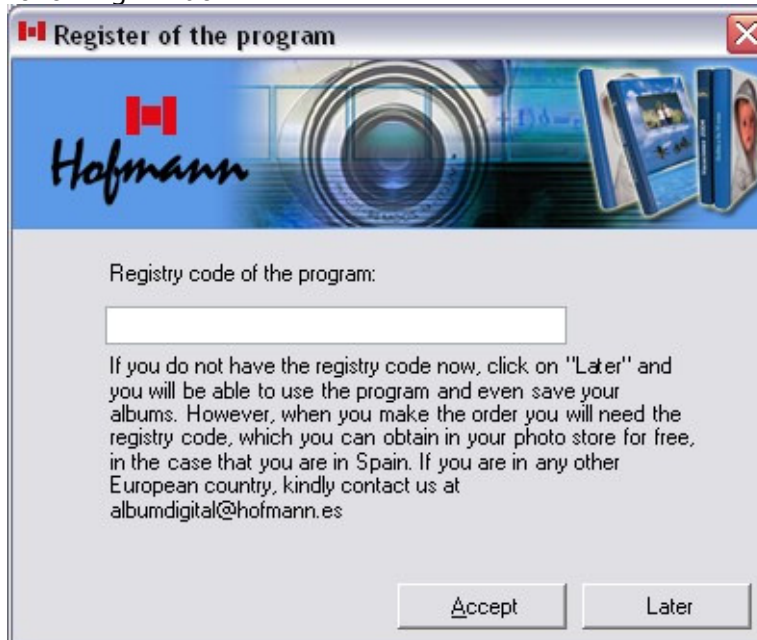 Register of the program
Hofmann
Registry code of the program:
If you do not have the registry code now, click on "Later" and
you will be able to use the program and even save your
albums. However, when you make the order you will need the
registry code, which you can obtain in your photo store for free,
in the case that you are in Spain. If you are in any other
European country, kindly contact us at
albumdigital@hofmann.es
Accept
Later